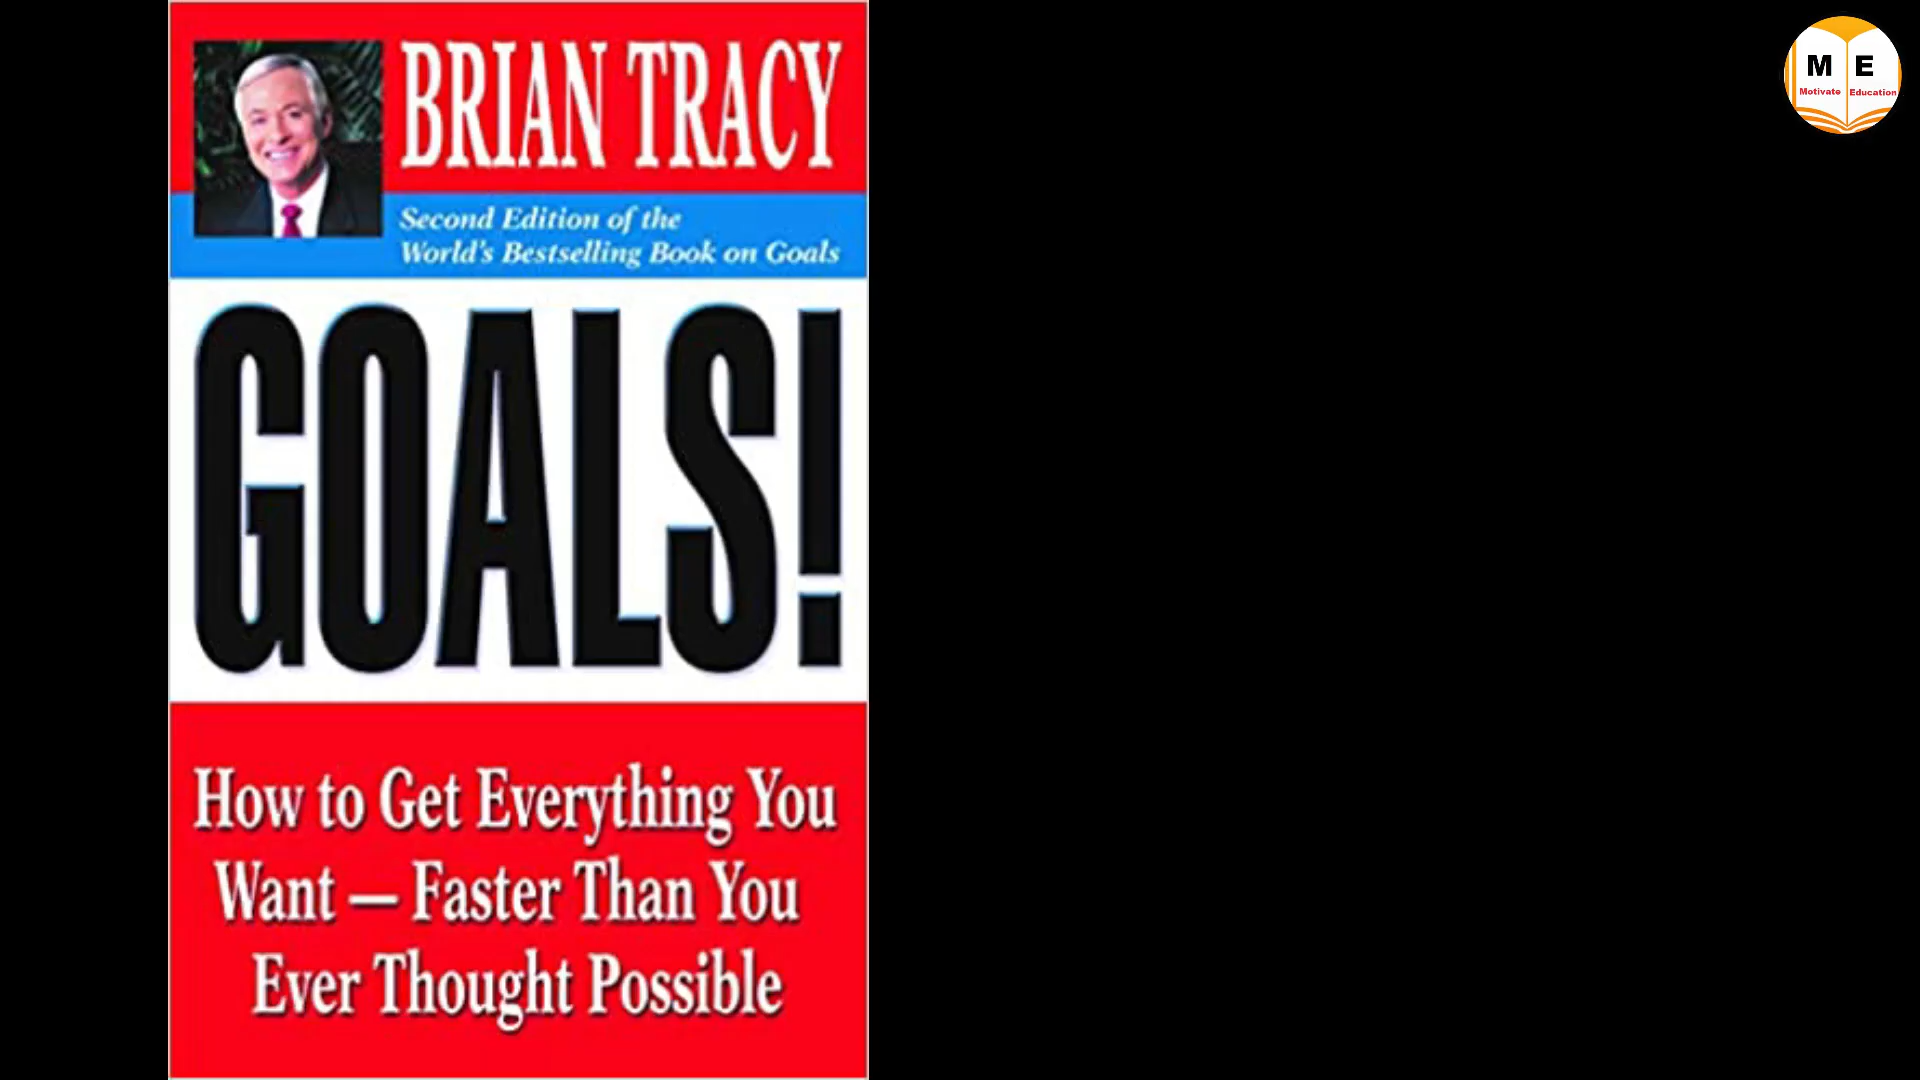 BRIAN TRACY
Second Edition of the
World's Bestselling Book on Goals
GOALS!
How to Get Everything You
Want — Faster Than You
Ever Thought Possible
M E
Motivate Education